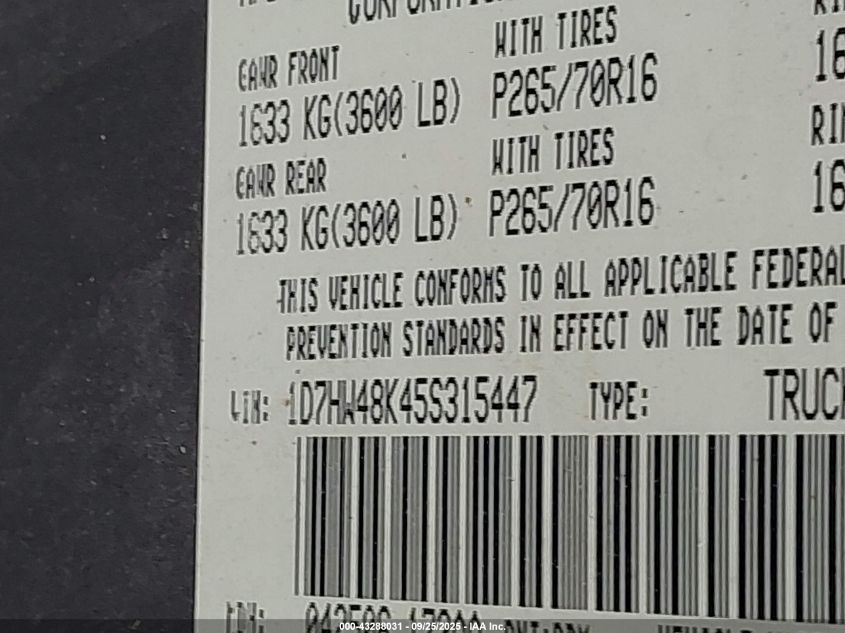 WITH TIRES
GAWR FRONT
1633 KG(3600 LB) P265/70R16 16
WITH TIRES
GAWR REAR
1633 KG(3600 LB) P265/70R16 16
THIS VEHICLE CONFORMS TO ALL APPLICABLE FEDERAL
PREVENTION STANDARDS IN EFFECT ON THE DATE OF
VIN: 1D7HW48K45S315447 TYPE: TRUCK
000-43288031 - 09/25/2025 - IAA Inc.